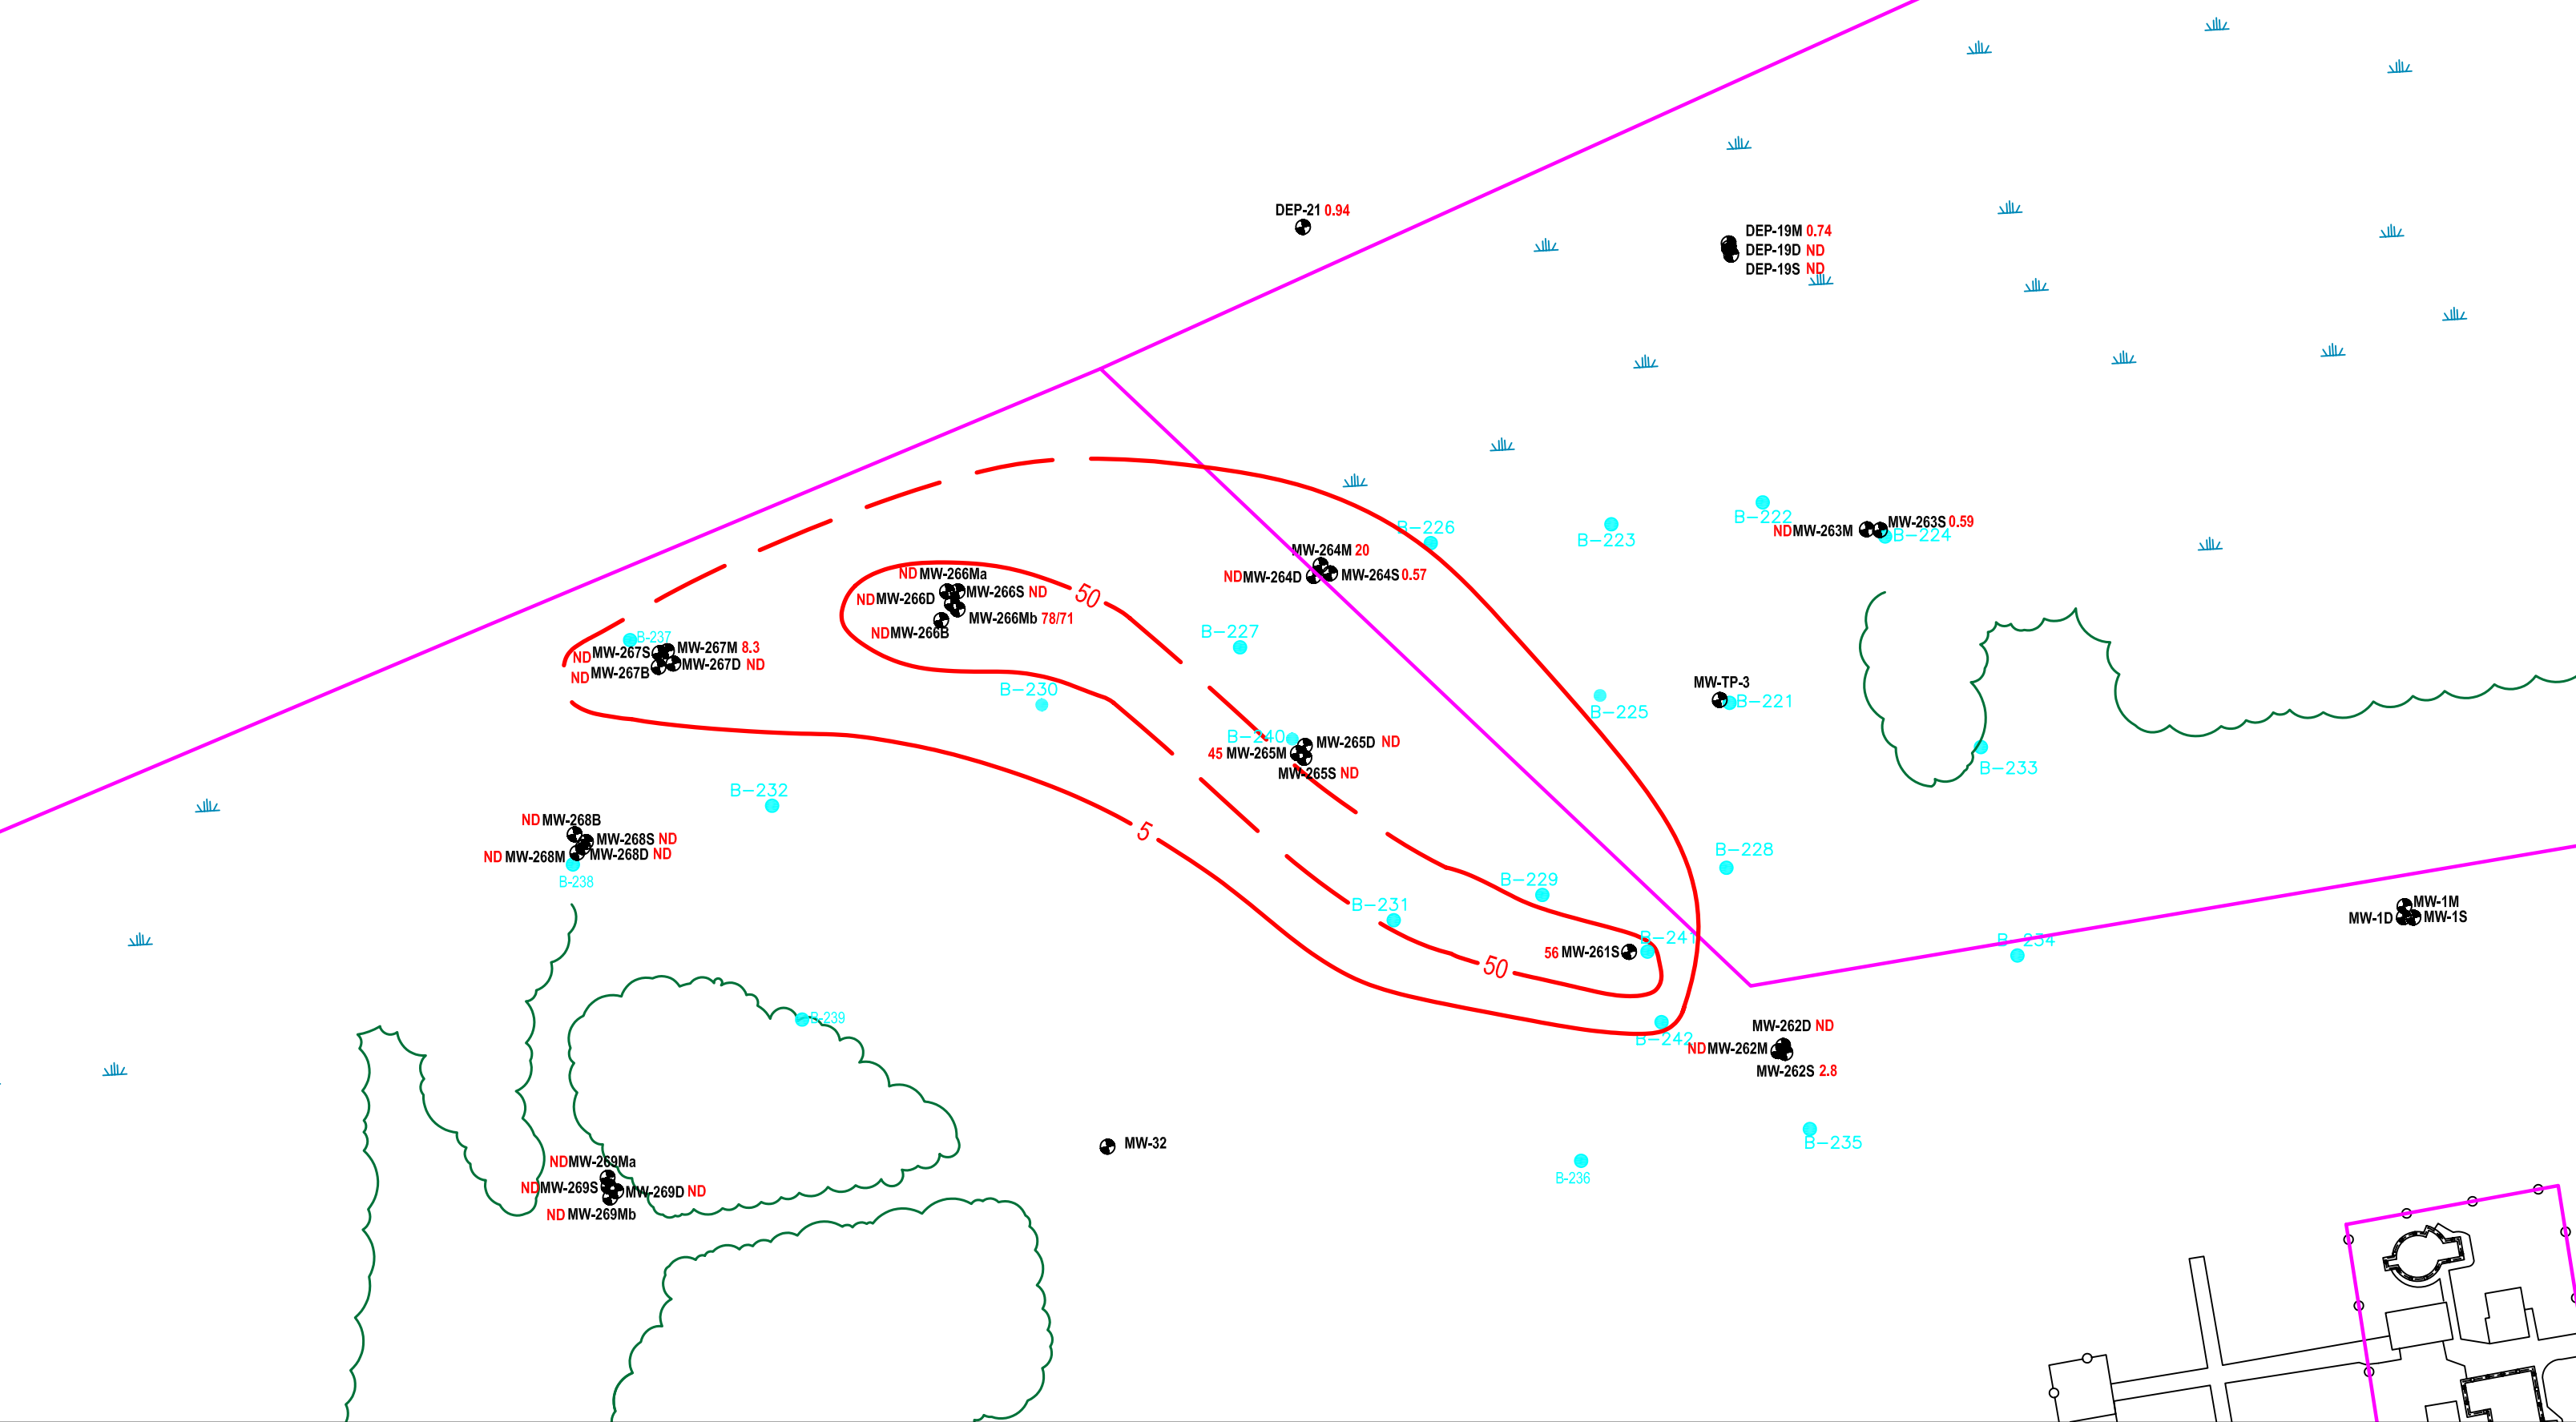 DEP-21 0.94
DEP-19M 0.74
DEP-19D ND
DEP-19S ND
B-222
B-226
B-223
ND MW-263M
MW-263S 0.59
B-224
MW-264M 20
ND MW-264D
MW-264S 0.57
ND MW-266Ma
ND MW-266D
MW-266S ND
MW-266Mb 78/71
ND MW-266B
50
B-227
B-237
ND MW-267S
MW-267M 8.3
MW-267D ND
ND MW-267B
B-230
B-225
MW-TP-3
B-221
B-240
45 MW-265M
MW-265D ND
MW-265S ND
B-233
B-232
5
ND MW-268B
MW-268S ND
ND MW-268M
MW-268D ND
B-238
B-228
B-229
B-231
MW-1M
MW-1D
MW-1S
B-241
56 MW-261S
B-234
50
B-239
B-242
MW-262D ND
ND MW-262M
MW-262S 2.8
B-235
MW-32
B-236
ND MW-269Ma
ND MW-269S
MW-269D ND
ND MW-269Mb